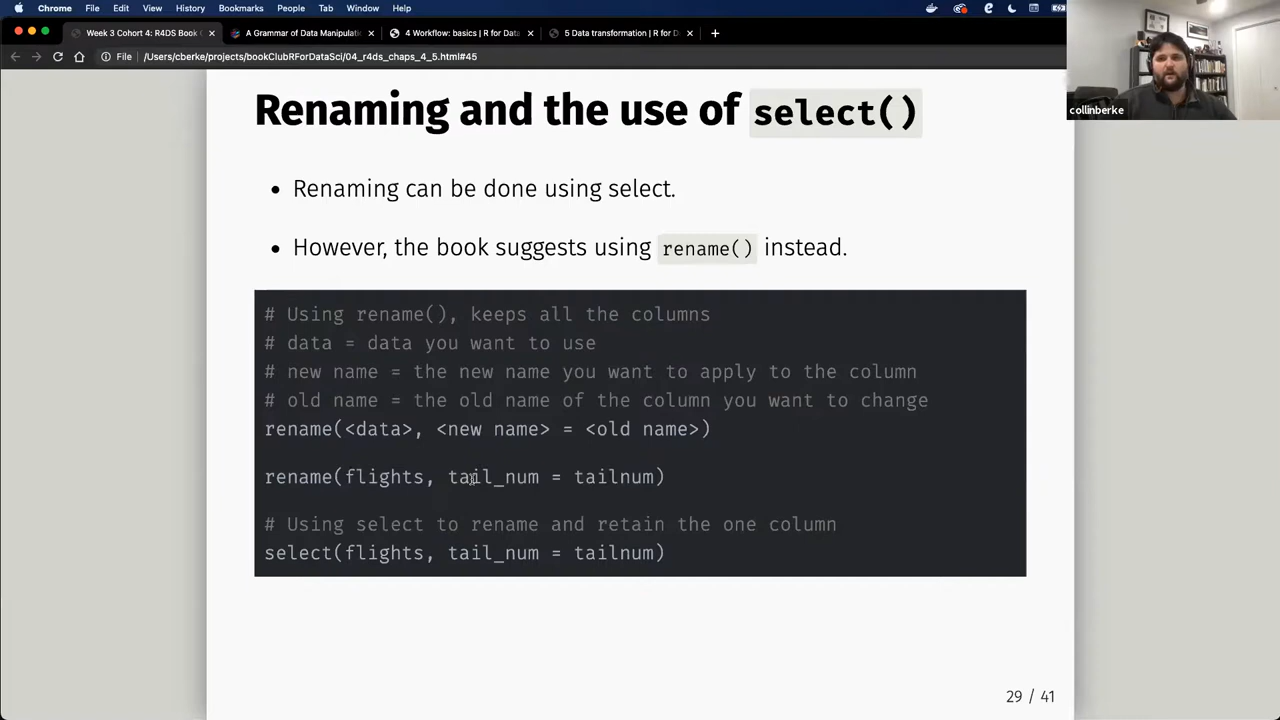 Chrome File Edit View History Bookmarks People Tab Window Help
Week 3 Cohort 4: R4DS Book
A Grammar of Data Manipulati
4 Workflow: basics | R for Data
5 Data transformation | R for D
File /Users/cberke/projects/bookClubRForDataSci/04_r4ds_chaps_4_5.html#45
collinberke
Renaming and the use of select()
• Renaming can be done using select.
• However, the book suggests using rename() instead.
# Using rename(), keeps all the columns
# data = data you want to use
# new name = the new name you want to apply to the column
# old name = the old name of the column you want to change
rename(<data>, <new name> = <old name>)
rename(flights, tail_num = tailnum)
# Using select to rename and retain the one column
select(flights, tail_num = tailnum)
29 / 41